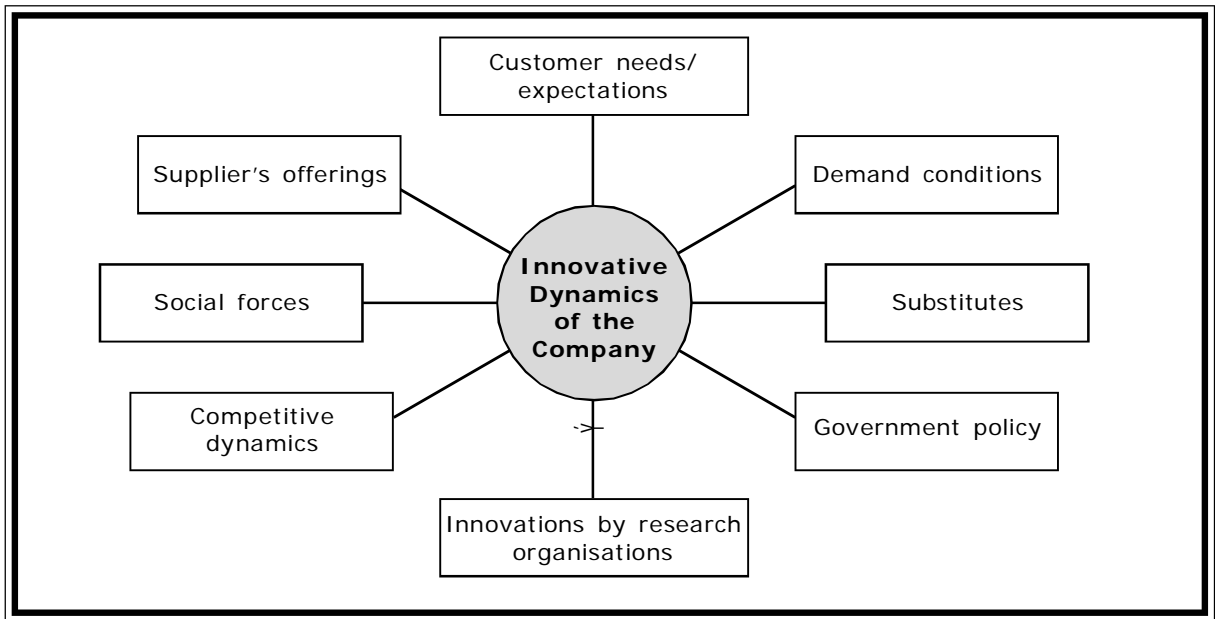 Customer needs/
expectations
Supplier's offerings
Demand conditions
Innovative
Dynamics
of the
Company
Social forces
Substitutes
Competitive
dynamics
Government policy
Innovations by research
organisations